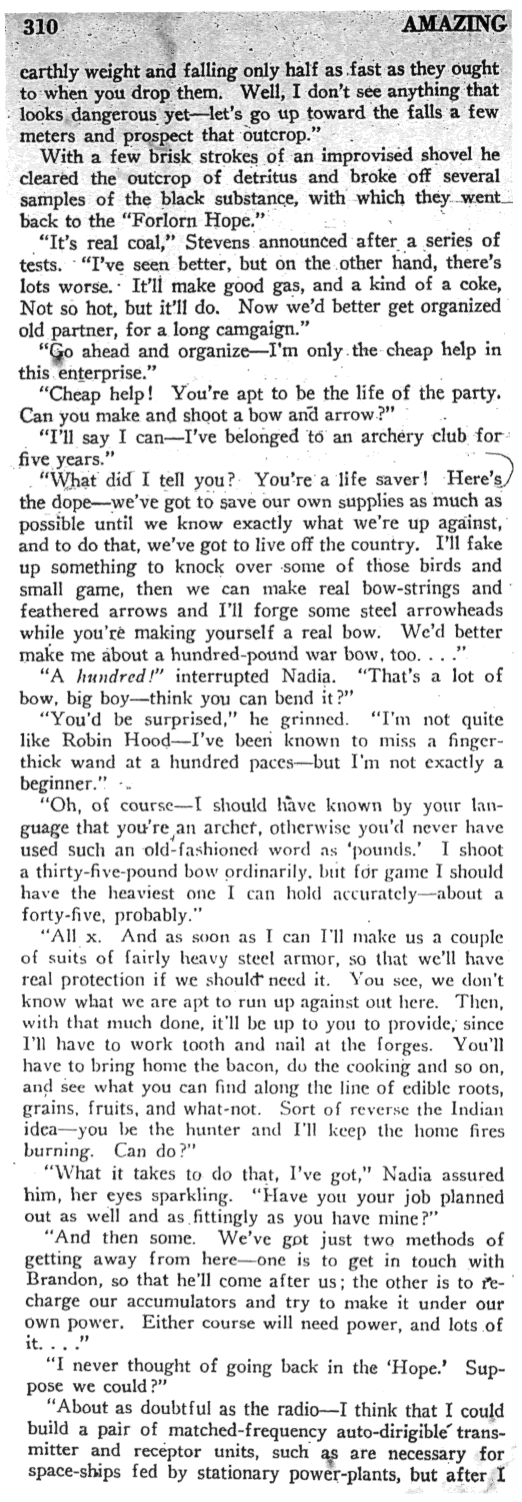 310 AMAZING
earthly weight and falling only half as fast as they ought
to when you drop them. Well, I don't see anything that
looks dangerous yet—let's go up toward the falls a few
meters and prospect that outcrop."
With a few brisk strokes of an improvised shovel he
cleared the outcrop of detritus and broke off several
samples of the black substance, with which they went
back to the "Forlorn Hope."
"It's real coal," Stevens announced after a series of
tests. "I've seen better, but on the other hand, there's
lots worse. It'll make good gas, and a kind of a coke,
Not so hot, but it'll do. Now we'd better get organized
old partner, for a long camgaign."
"Go ahead and organize—I'm only the cheap help in
this enterprise."
"Cheap help! You're apt to be the life of the party.
Can you make and shoot a bow and arrow?"
"I'll say I can—I've belonged to an archery club for
five years."
"What did I tell you? You're a life saver! Here's
the dope—we've got to save our own supplies as much as
possible until we know exactly what we're up against,
and to do that, we've got to live off the country. I'll fake
up something to knock over some of those birds and
small game, then we can make real bow-strings and
feathered arrows and I'll forge some steel arrowheads
while you're making yourself a real bow. We'd better
make me about a hundred-pound war bow, too. . . ."
"A hundred!" interrupted Nadia. "That's a lot of
bow, big boy—think you can bend it?"
"You'd be surprised," he grinned. "I'm not quite
like Robin Hood—I've been known to miss a finger-
thick wand at a hundred paces—but I'm not exactly a
beginner."
"Oh, of course—I should have known by your lan-
guage that you're an archer, otherwise you'd never have
used such an old-fashioned word as 'pounds.' I shoot
a thirty-five-pound bow ordinarily, but for game I should
have the heaviest one I can hold accurately—about a
forty-five, probably."
"All x. And as soon as I can I'll make us a couple
of suits of fairly heavy steel armor, so that we'll have
real protection if we should need it. You see, we don't
know what we are apt to run up against out here. Then,
with that much done, it'll be up to you to provide, since
I'll have to work tooth and nail at the forges. You'll
have to bring home the bacon, do the cooking and so on,
and see what you can find along the line of edible roots,
grains, fruits, and what-not. Sort of reverse the Indian
idea—you be the hunter and I'll keep the home fires
burning. Can do?"
"What it takes to do that, I've got," Nadia assured
him, her eyes sparkling. "Have you your job planned
out as well and as fittingly as you have mine?"
"And then some. We've got just two methods of
getting away from here—one is to get in touch with
Brandon, so that he'll come after us; the other is to re-
charge our accumulators and try to make it under our
own power. Either course will need power, and lots of
it. . . ."
"I never thought of going back in the 'Hope.' Sup-
pose we could?"
"About as doubtful as the radio—I think that I could
build a pair of matched-frequency auto-dirigible trans-
mitter and receptor units, such as are necessary for
space-ships fed by stationary power-plants, but after I